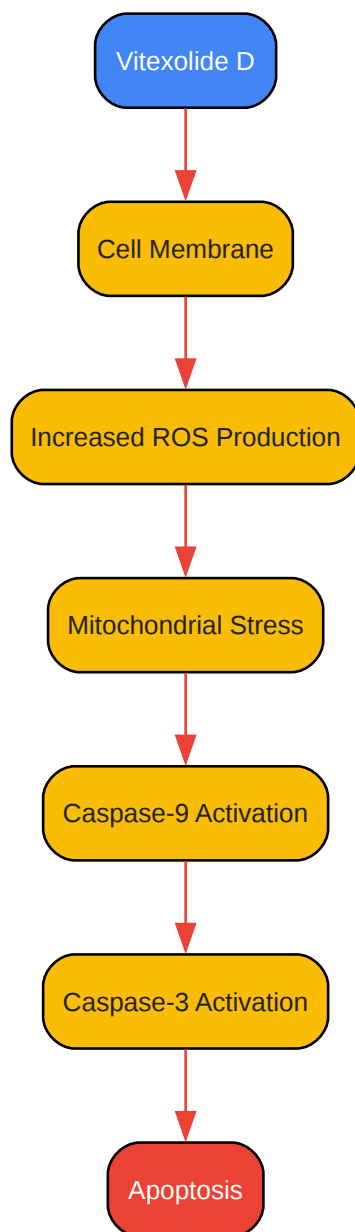 Vitexolide D
Cell Membrane
Increased ROS Production
Mitochondrial Stress
Caspase-9 Activation
Caspase-3 Activation
Apoptosis